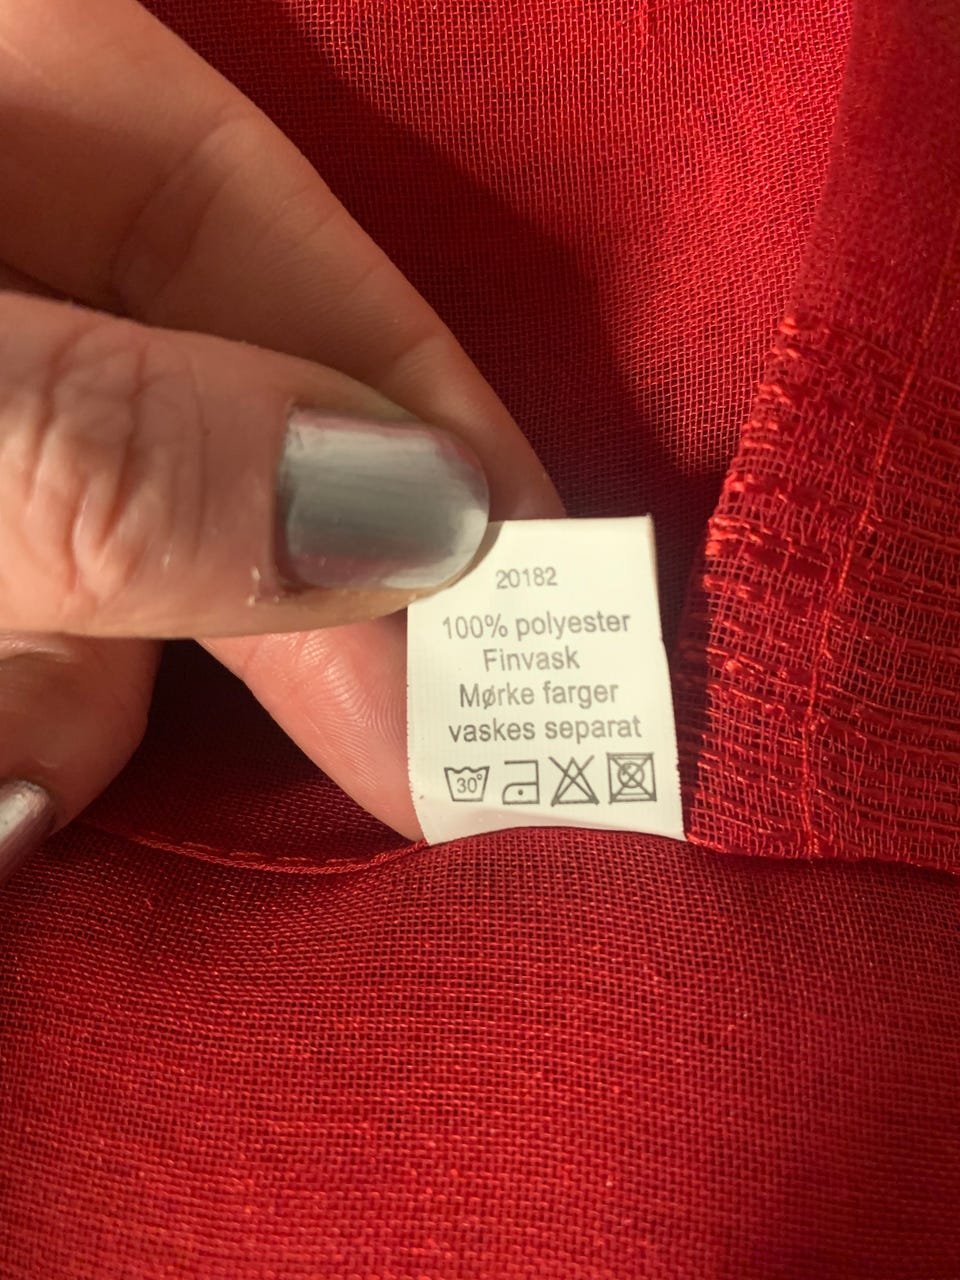 20182
100% polyester
Finvask
Mørke farger
vaskes separat
30°